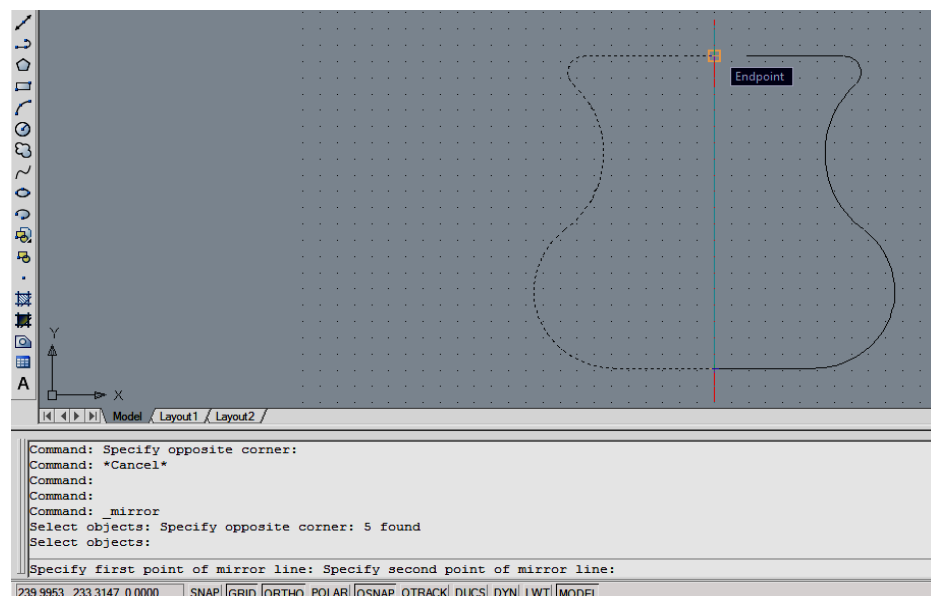 Endpoint
A
Y
X
Model Layout1 Layout2
Command: Specify opposite corner:
Command: *Cancel*
Command:
Command:
Command: _mirror
Select objects: Specify opposite corner: 5 found
Select objects:
Specify first point of mirror line: Specify second point of mirror line:
239.9953, 233.3147, 0.0000 SNAP GRID ORTHO POLAR OSNAP OTRACK DUCS DYN LWT MODEL